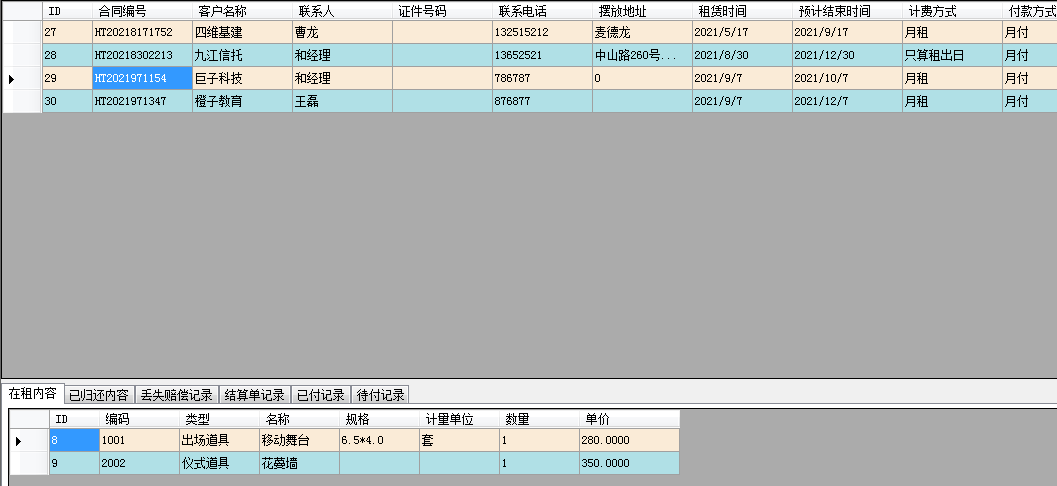 ID 合同编号 客户名称 联系人 证件号码 联系电话 摆放地址 租赁时间 预计结束时间 计费方式 付款方式
27 HT20218171752 四维基建 曹龙 132515212 麦德龙 2021/5/17 2021/9/17 月租 月付
28 HT20218302213 九江信托 和经理 13652521 中山路260号... 2021/8/30 2021/12/30 只算租出日 月付
29 HT2021971154 巨子科技 和经理 786787 0 2021/9/7 2021/10/7 月租 月付
30 HT2021971347 橙子教育 王磊 876877 2021/9/7 2021/12/7 月租 月付
在租内容 已归还内容 丢失赔偿记录 结算单记录 已付记录 待付记录
ID 编码 类型 名称 规格 计量单位 数量 单价
8 1001 出场道具 移动舞台 6.5*4.0 套 1 280.0000
9 2002 仪式道具 花蔓墙 1 350.0000